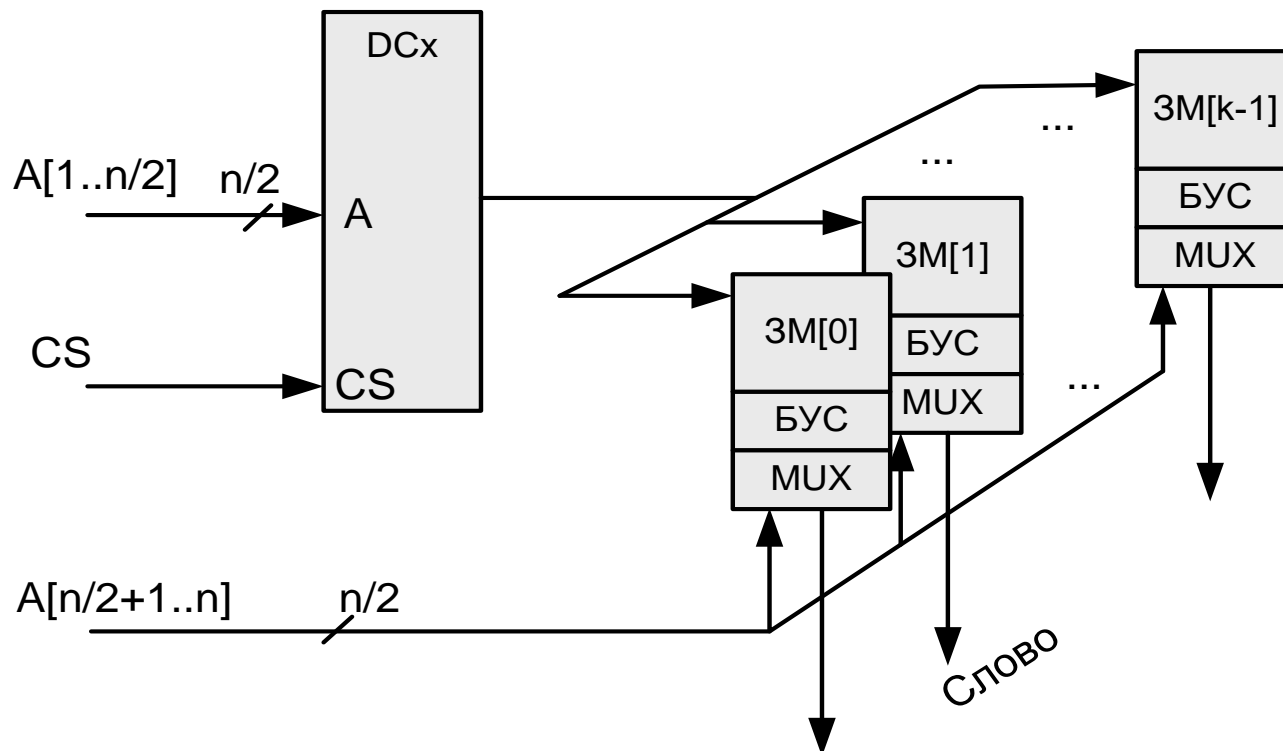 DCx
ЗМ[k-1]
...
A[1..n/2]
n/2
...
БУС
A
ЗМ[1]
MUX
ЗМ[0]
CS
БУС
...
CS
MUX
БУС
MUX
A[n/2+1..n]
n/2
Слово